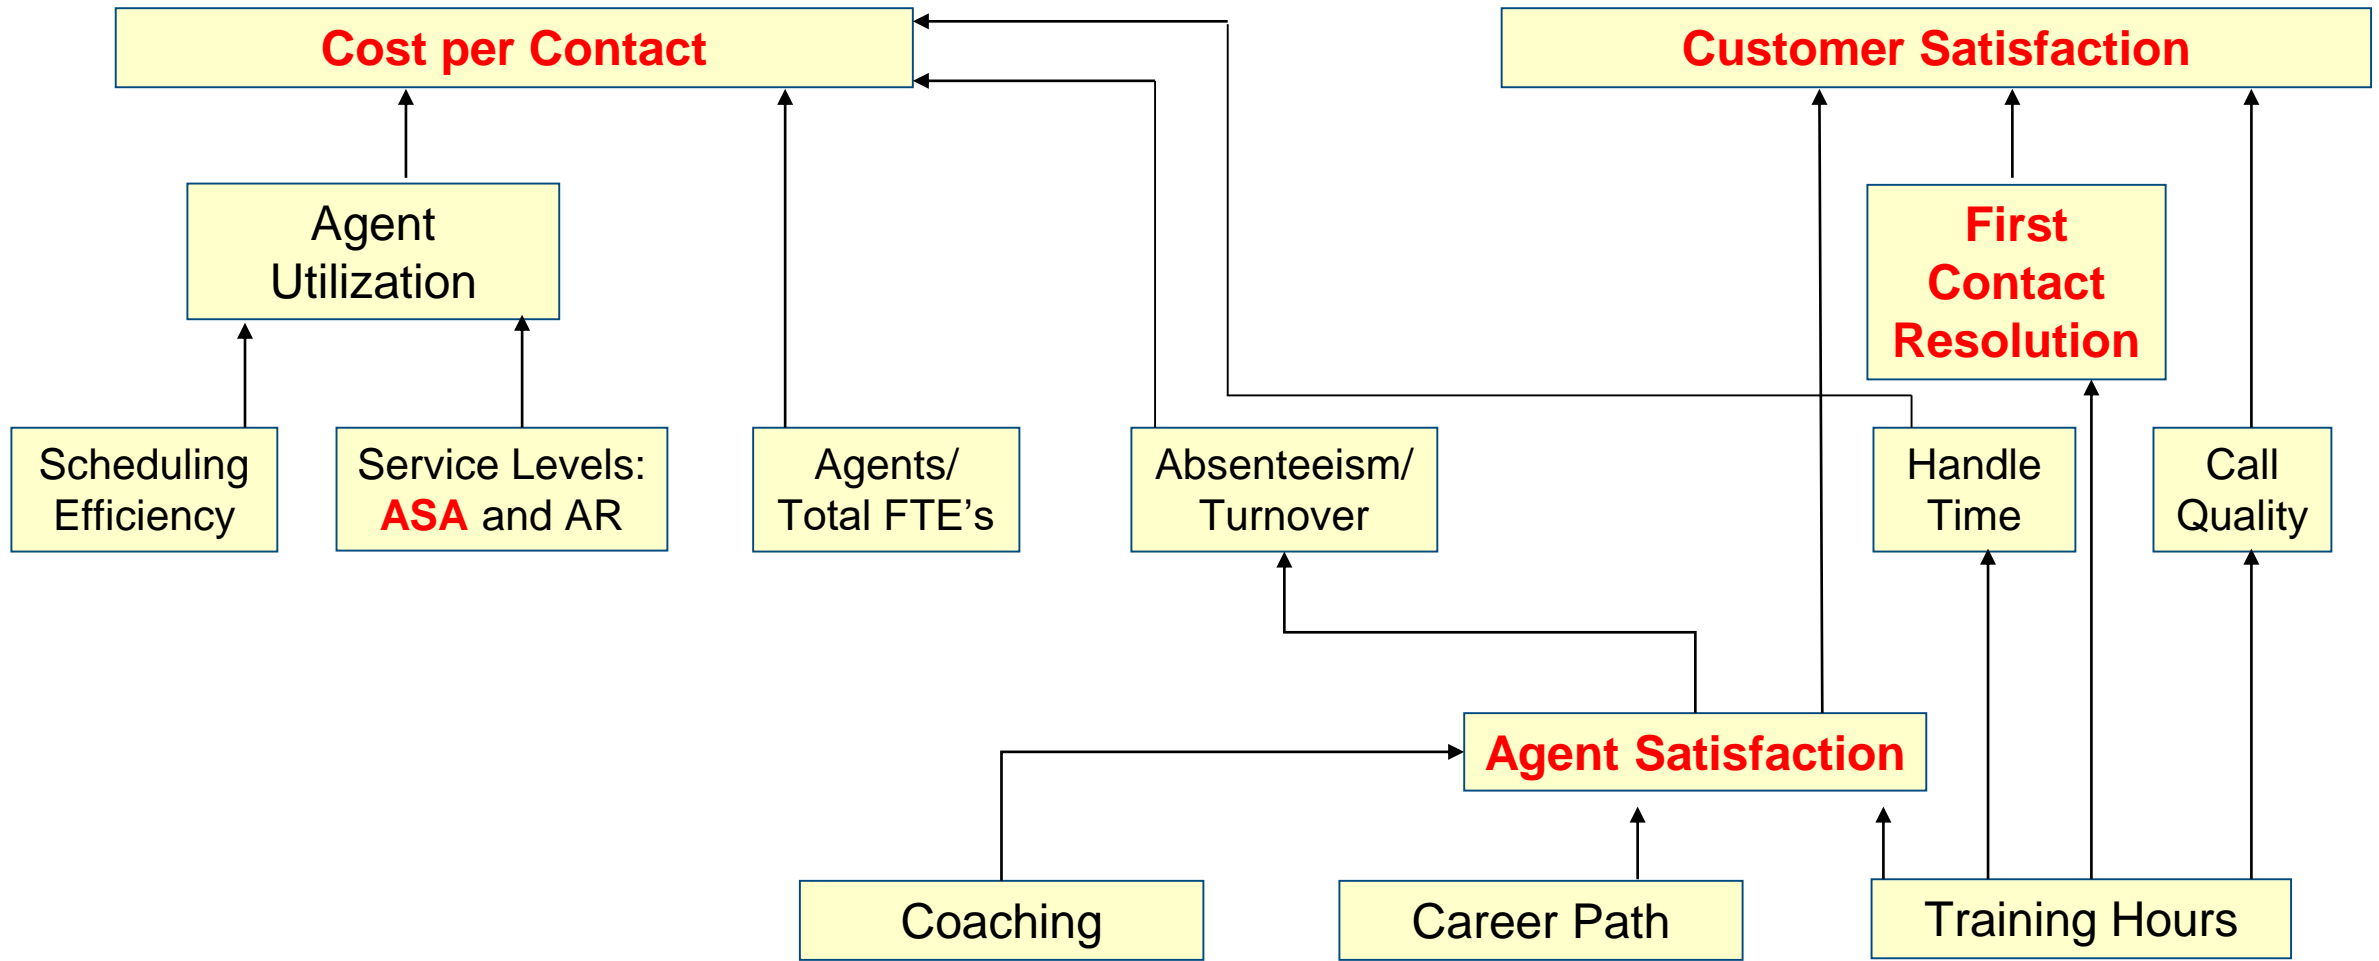 Cost per Contact
Customer Satisfaction
Agent
Utilization
First
Contact
Resolution
Scheduling
Efficiency
Service Levels:
ASA and AR
Agents/
Total FTE’s
Absenteeism/
Turnover
Handle
Time
Call
Quality
Agent Satisfaction
Coaching
Career Path
Training Hours